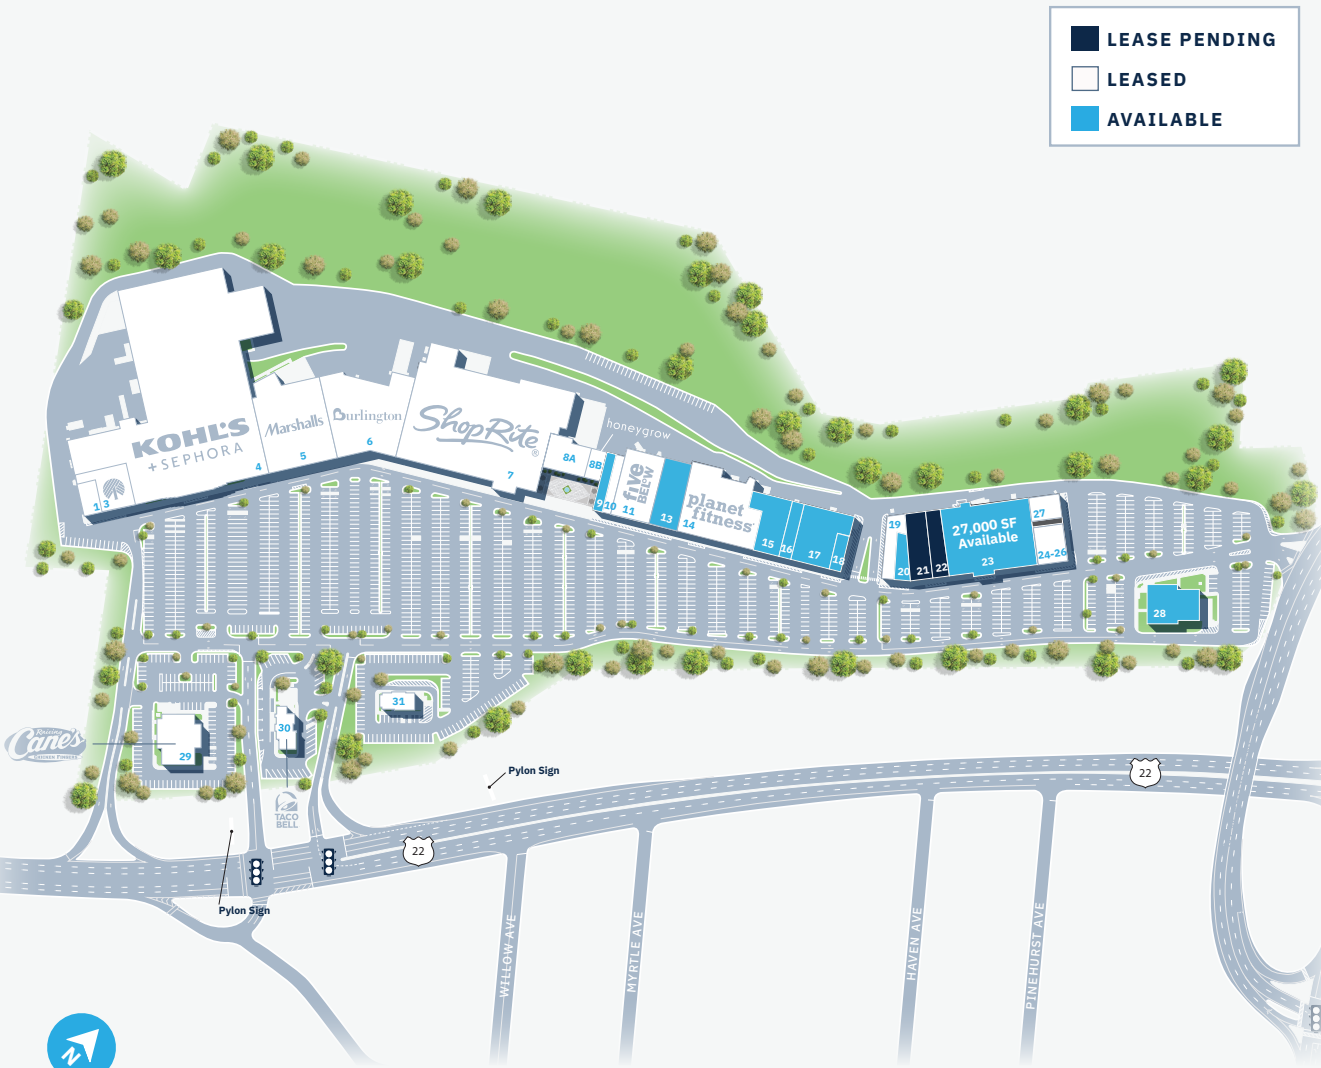 LEASE PENDING
LEASED
AVAILABLE
KOHL'S
+SEPHORA
Marshalls
Burlington
ShopRite®
honeygrow
five
BEL°W
planet
fitness
27,000 SF
Available
1
3
4
5
6
7
8A
8B
9
10
11
13
14
15
16
17
18
19
20
21
22
23
24-26
27
28
29
30
31
Raising
Cane's
CHICKEN FINGERS
TACO
BELL
Pylon Sign
Pylon Sign
22
22
WILLOW AVE
MYRTLE AVE
HAVEN AVE
PINEHURST AVE
N